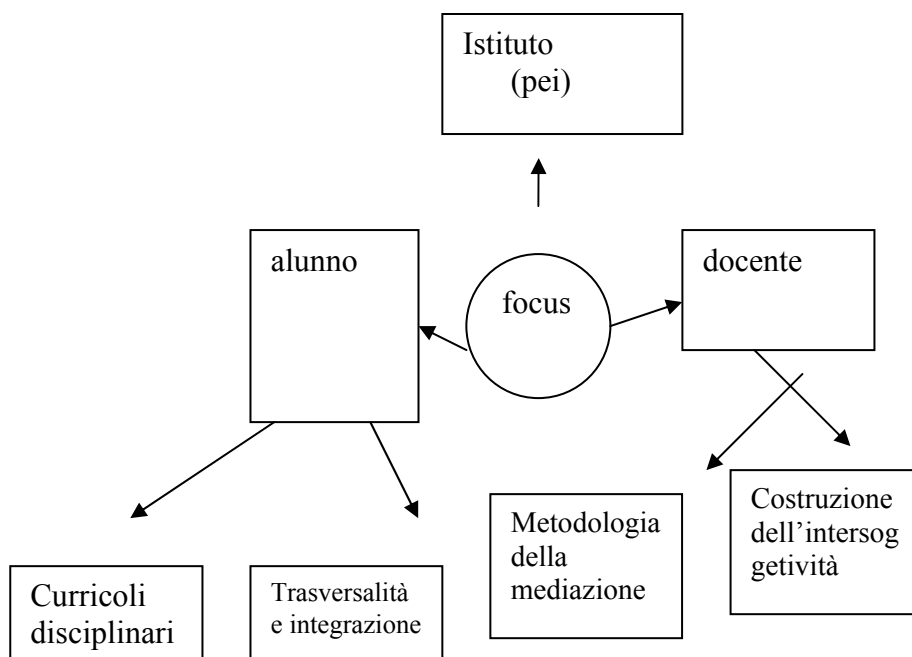 Istituto
(pei)
alunno
focus
docente
Curricoli
disciplinari
Trasversalità
e integrazione
Metodologia
della
mediazione
Costruzione
dell’intersog
getività